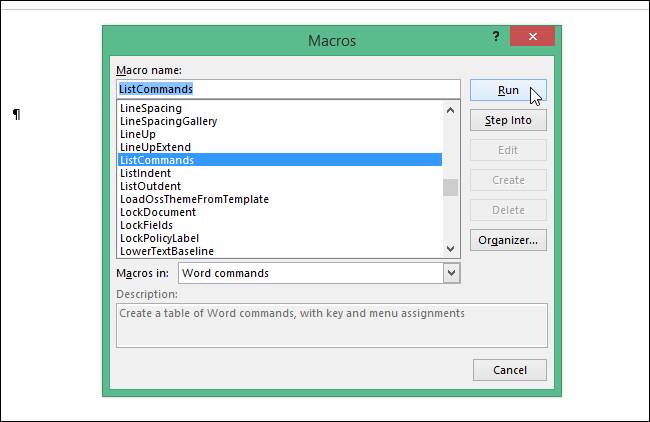 Macros
?
Macro name:
ListCommands
Run
¶
LineSpacing
LineSpacingGallery
LineUp
LineUpExtend
ListCommands
ListIndent
ListOutdent
LoadOssThemeFromTemplate
LockDocument
LockFields
LockPolicyLabel
LowerTextBaseline
Step Into
Edit
Create
Delete
Organizer...
Macros in: Word commands
Description:
Create a table of Word commands, with key and menu assignments
Cancel